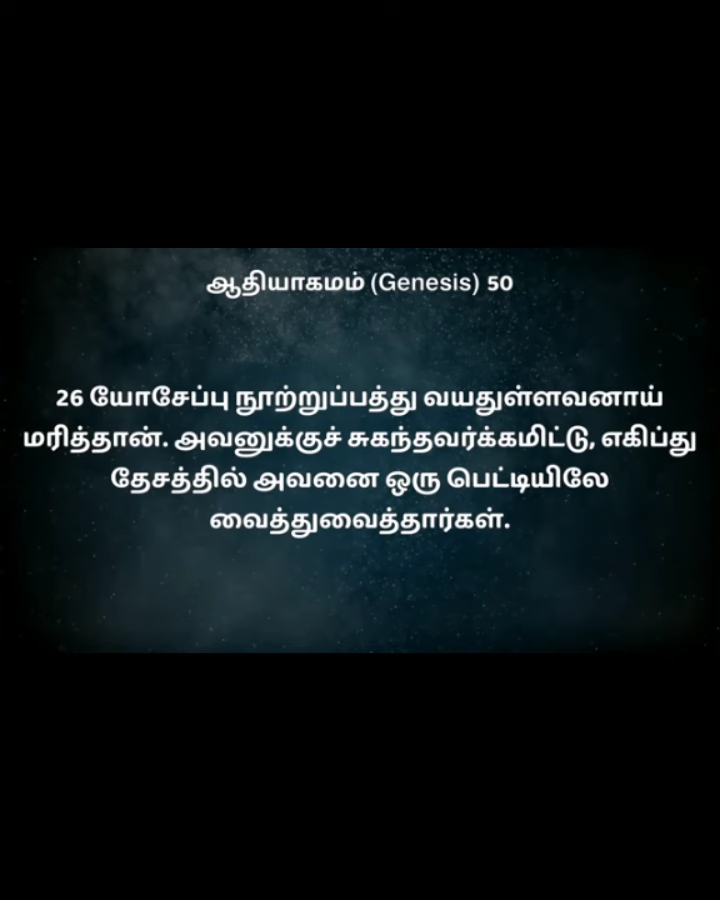 ஆதியாகமம் (Genesis) 50
26 யோசேப்பு நூற்றுப்பத்து வயதுள்ளவனாய்
மரித்தான். அவனுக்குச் சுகந்தவர்க்கமிட்டு, எகிப்து
தேசத்தில் அவனை ஒரு பெட்டியிலே
வைத்துவைத்தார்கள்.